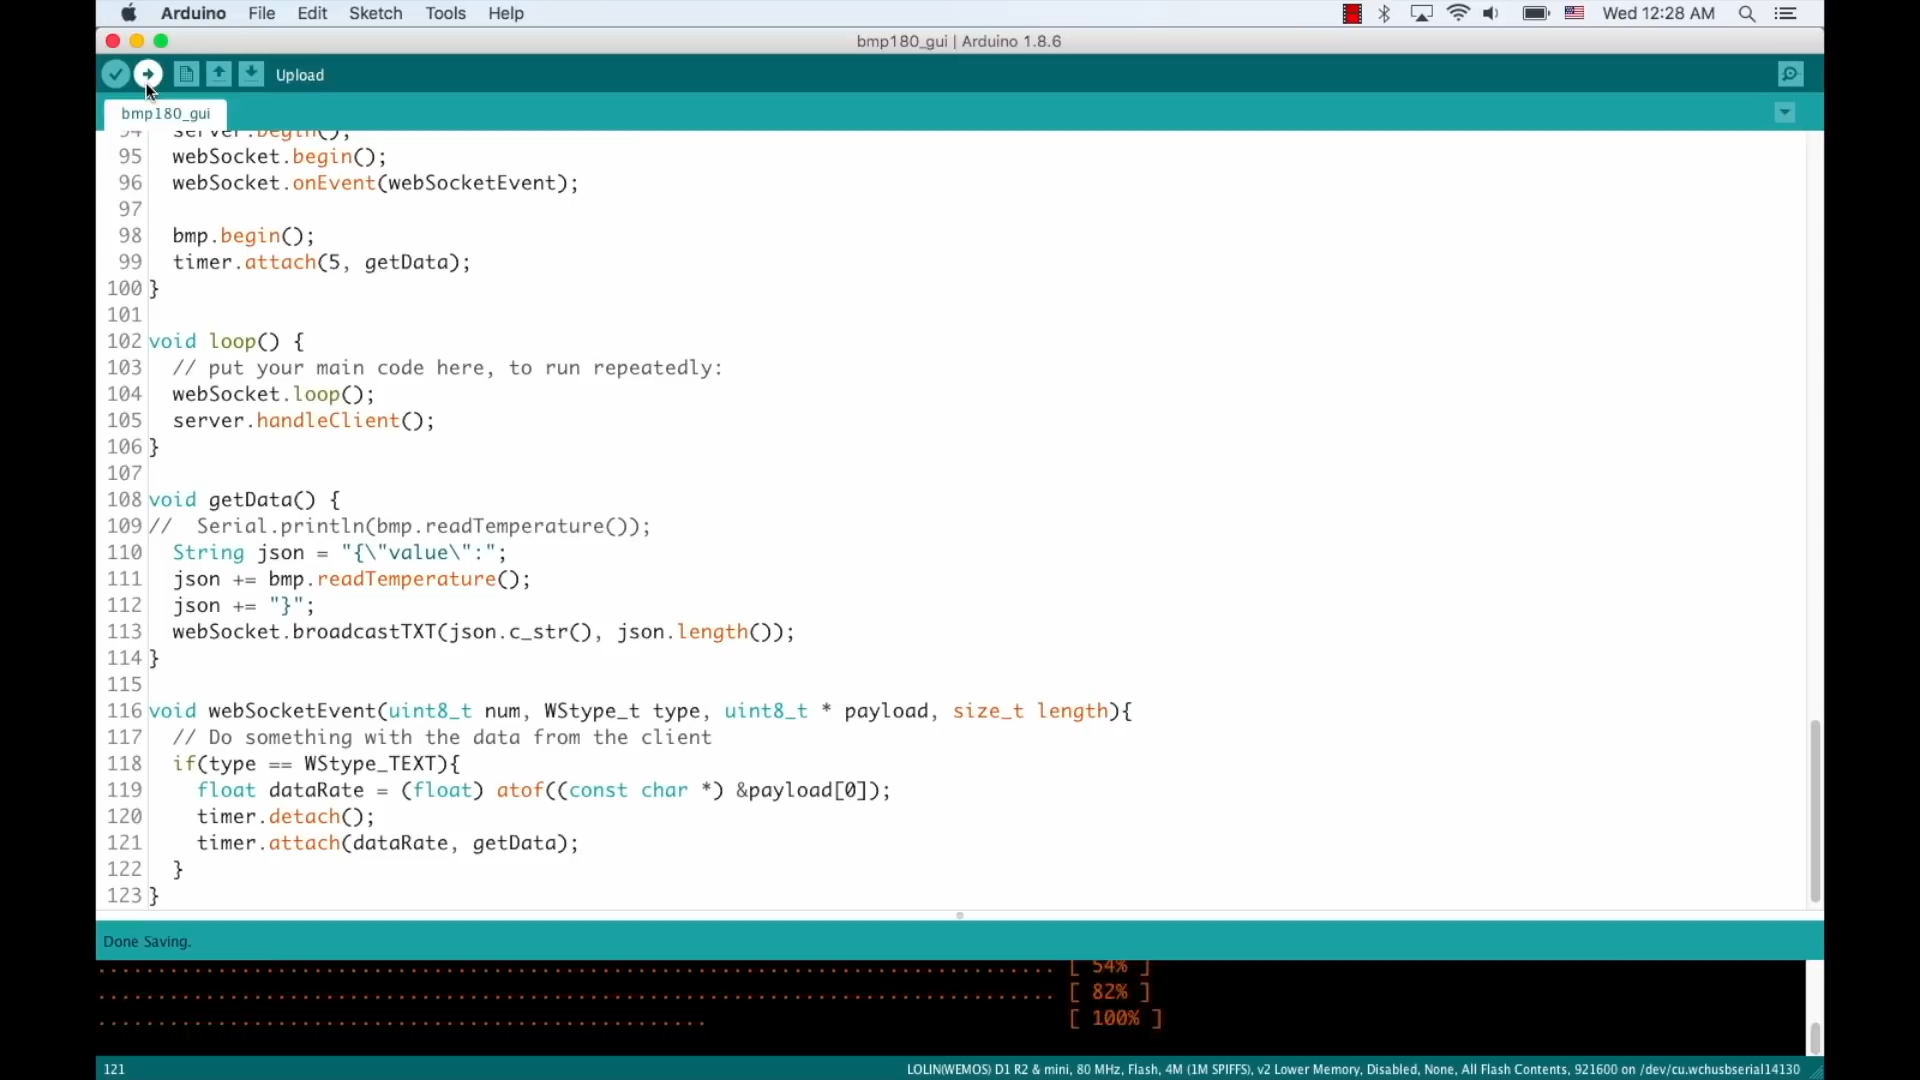 Arduino File Edit Sketch Tools Help Wed 12:28 AM
bmp180_gui | Arduino 1.8.6
Upload
bmp180_gui
94 server.begin();
95 webSocket.begin();
96 webSocket.onEvent(webSocketEvent);
97
98 bmp.begin();
99 timer.attach(5, getData);
100 }
101
102 void loop() {
103 // put your main code here, to run repeatedly:
104 webSocket.loop();
105 server.handleClient();
106 }
107
108 void getData() {
109 // Serial.println(bmp.readTemperature());
110 String json = "{\"value\":";
111 json += bmp.readTemperature();
112 json += "}";
113 webSocket.broadcastTXT(json.c_str(), json.length());
114 }
115
116 void webSocketEvent(uint8_t num, WStype_t type, uint8_t * payload, size_t length){
117 // Do something with the data from the client
118 if(type == WStype_TEXT){
119 float dataRate = (float) atof((const char *) &payload[0]);
120 timer.detach();
121 timer.attach(dataRate, getData);
122 }
123 }
Done Saving.
................................................................................ [ 54% ]
................................................................................ [ 82% ]
................................................... [ 100% ]
121 LOLIN(WEMOS) D1 R2 & mini, 80 MHz, Flash, 4M (1M SPIFFS), v2 Lower Memory, Disabled, None, All Flash Contents, 921600 on /dev/cu.wchusbserial14130